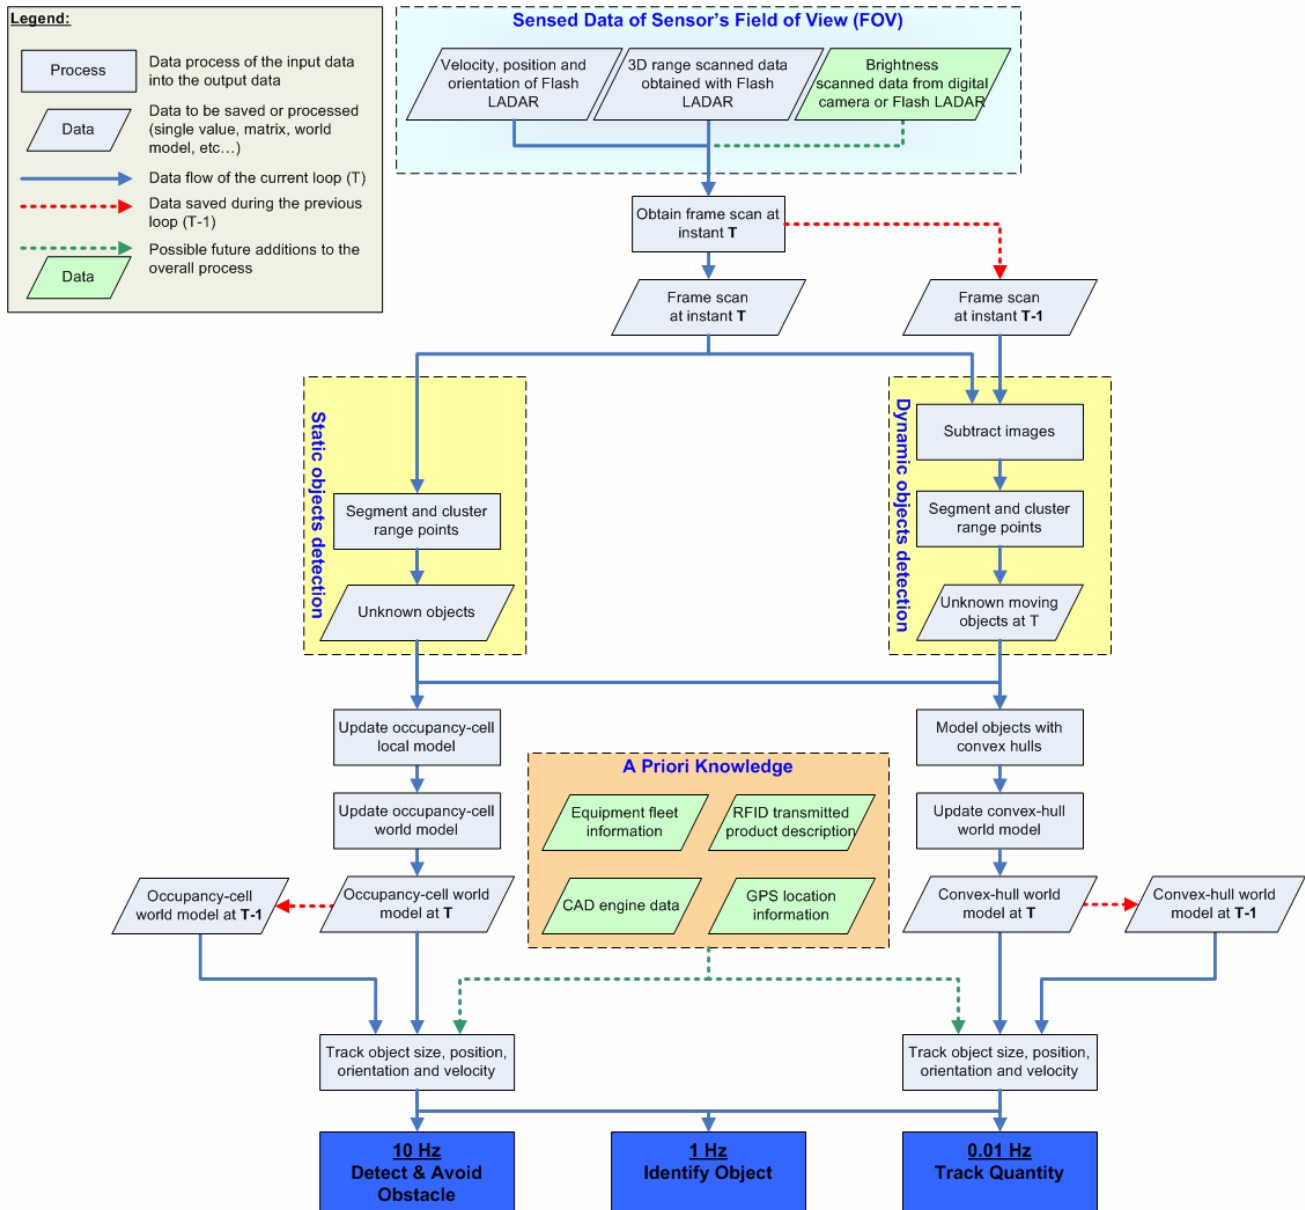 Legend:
Process
Data process of the input data
into the output data
Data
Data to be saved or processed
(single value, matrix, world
model, etc…)
Data flow of the current loop (T)
Data saved during the previous
loop (T-1)
Possible future additions to the
overall process
Data
Sensed Data of Sensor's Field of View (FOV)
Velocity, position and
orientation of Flash
LADAR
3D range scanned data
obtained with Flash
LADAR
Brightness
scanned data from digital
camera or Flash LADAR
Obtain frame scan at
instant T
Frame scan
at instant T
Frame scan
at instant T-1
Static objects detection
Segment and cluster
range points
Unknown objects
Dynamic objects detection
Subtract images
Segment and cluster
range points
Unknown moving
objects at T
Update occupancy-cell
local model
Model objects with
convex hulls
A Priori Knowledge
Equipment fleet
information
RFID transmitted
product description
CAD engine data
GPS location
information
Update occupancy-cell
world model
Update convex-hull
world model
Occupancy-cell
world model at T-1
Occupancy-cell world
model at T
Convex-hull world
model at T
Convex-hull world
model at T-1
Track object size, position,
orientation and velocity
Track object size, position,
orientation and velocity
10 Hz
Detect & Avoid
Obstacle
1 Hz
Identify Object
0.01 Hz
Track Quantity